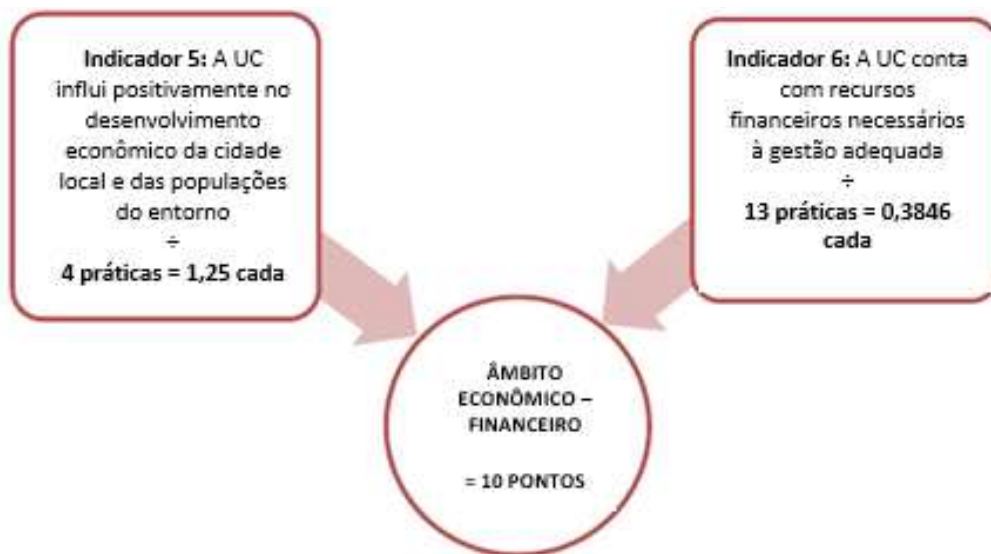 Indicador 5: A UC
influi positivamente no
desenvolvimento
econômico da cidade
local e das populações
do entorno
÷
4 práticas = 1,25 cada
Indicador 6: A UC conta
com recursos
financeiros necessários
à gestão adequada
÷
13 práticas = 0,3846
cada
ÂMBITO
ECONÔMICO –
FINANCEIRO
= 10 PONTOS